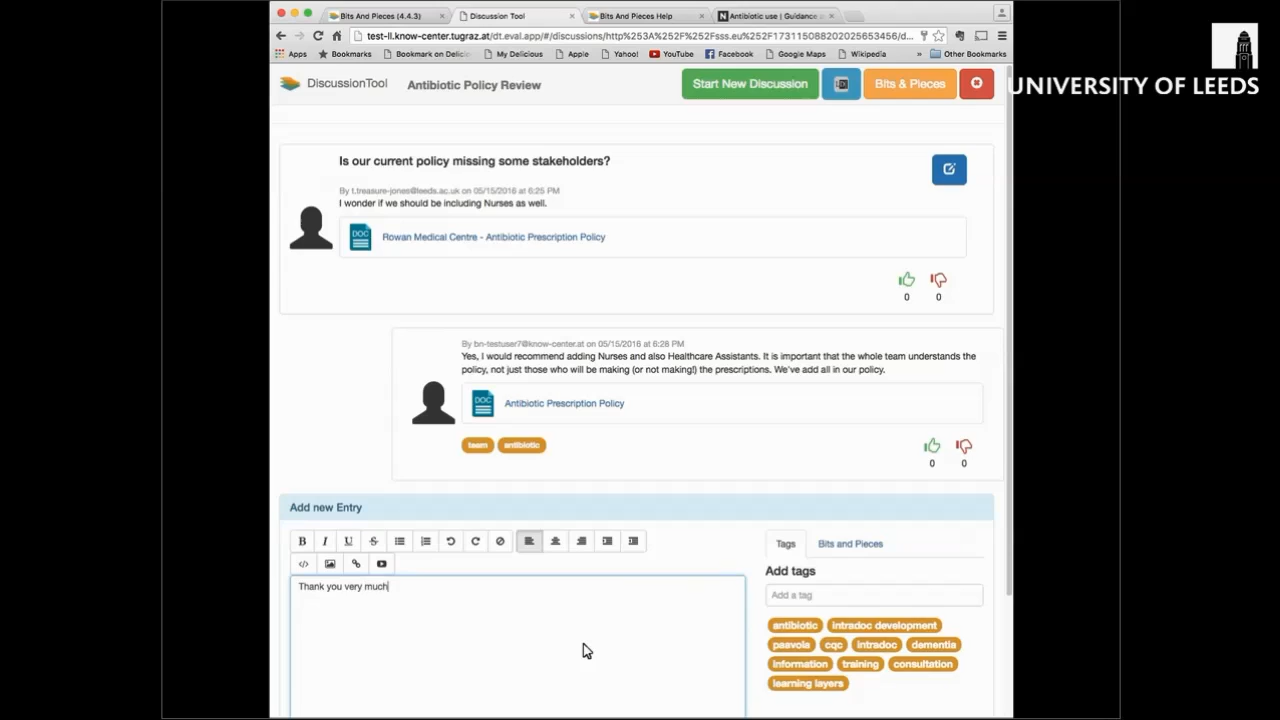 Bits And Pieces (4.4.3)
Discussion Tool
Bits And Pieces Help
Antibiotic use | Guidance a
test-ll.know-center.tugraz.at/dt.eval.app/#/discussions/http%253A%252F%252Fsss.eu%252F173115088202025653456/d...
Apps
Bookmarks
Bookmark on Delicio
My Delicious
Apple
Yahoo!
YouTube
Facebook
Google Maps
Wikipedia
»
Other Bookmarks
UNIVERSITY OF LEEDS
DiscussionTool
Antibiotic Policy Review
Start New Discussion
Bits & Pieces
Is our current policy missing some stakeholders?
By t.treasure-jones@leeds.ac.uk on 05/15/2016 at 6:25 PM
I wonder if we should be including Nurses as well.
DOC
Rowan Medical Centre - Antibiotic Prescription Policy
0
0
By bn-testuser7@know-center.at on 05/15/2016 at 6:28 PM
Yes, I would recommend adding Nurses and also Healthcare Assistants. It is important that the whole team understands the
policy, not just those who will be making (or not making!) the prescriptions. We've add all in our policy.
DOC
Antibiotic Prescription Policy
team
antibiotic
0
0
Add new Entry
B
I
U
S
</>
Thank you very much
Tags
Bits and Pieces
Add tags
Add a tag
antibiotic
intradoc development
paavola
cqc
intradoc
dementia
information
training
consultation
learning layers